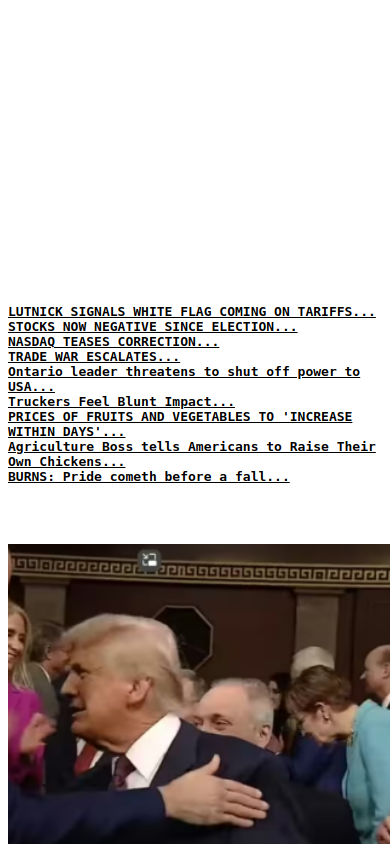 LUTNICK SIGNALS WHITE FLAG COMING ON TARIFFS...
STOCKS NOW NEGATIVE SINCE ELECTION...
NASDAQ TEASES CORRECTION...
TRADE WAR ESCALATES...
Ontario leader threatens to shut off power to
USA...
Truckers Feel Blunt Impact...
PRICES OF FRUITS AND VEGETABLES TO 'INCREASE
WITHIN DAYS'...
Agriculture Boss tells Americans to Raise Their
Own Chickens...
BURNS: Pride cometh before a fall...